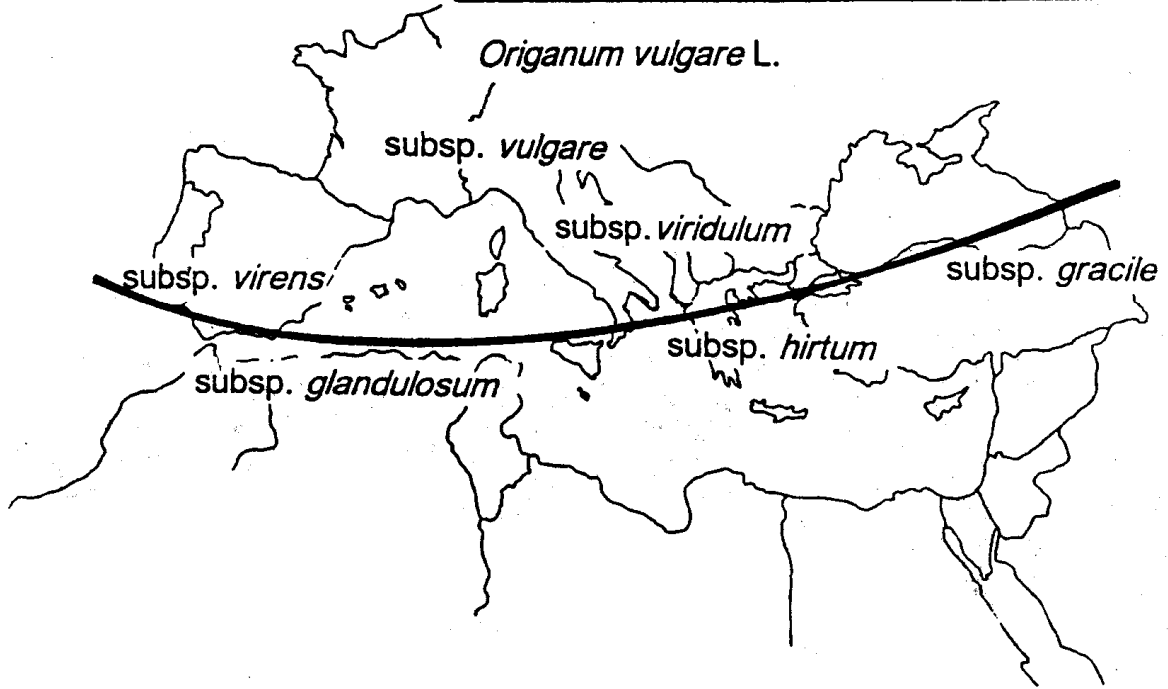 Origanum vulgare L.
subsp. vulgare
subsp. viridulum
subsp. virens
subsp. gracile
subsp. hirtum
subsp. glandulosum